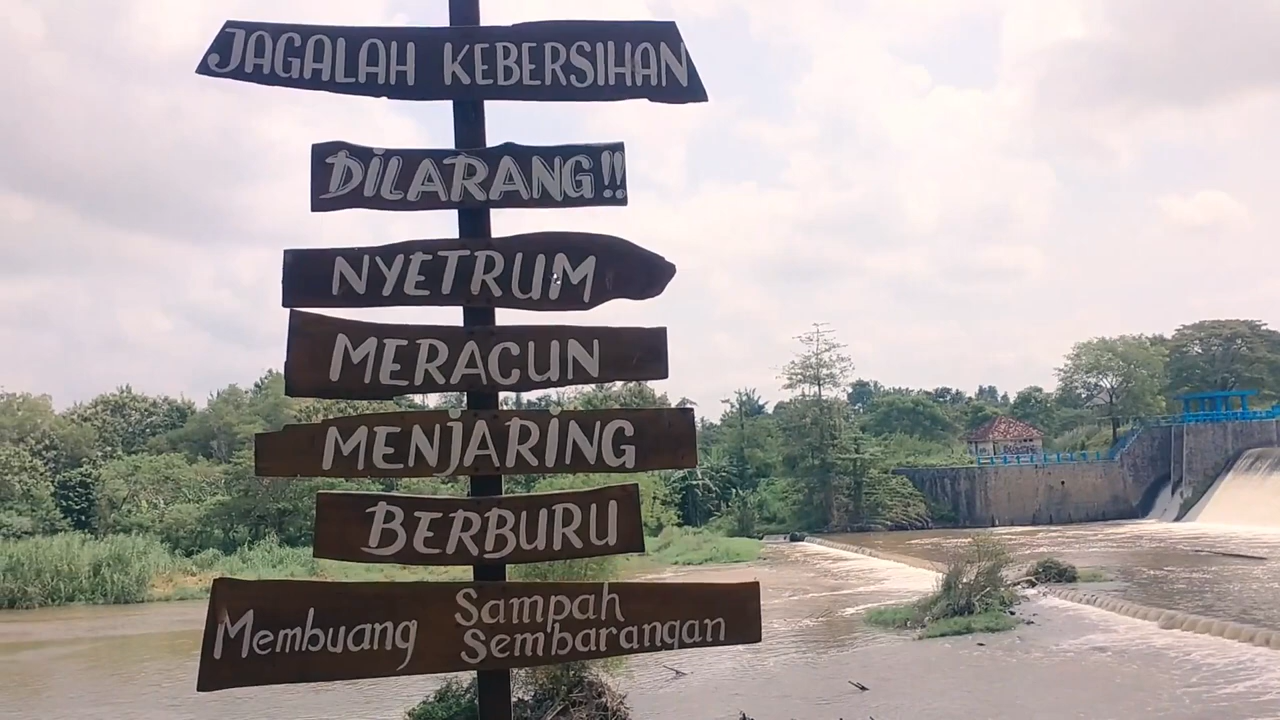 JAGALAH KEBERSIHAN
DILARANG!!
NYETRUM
MERACUN
MENJARING
BERBURU
Membuang Sampah
Sembarangan